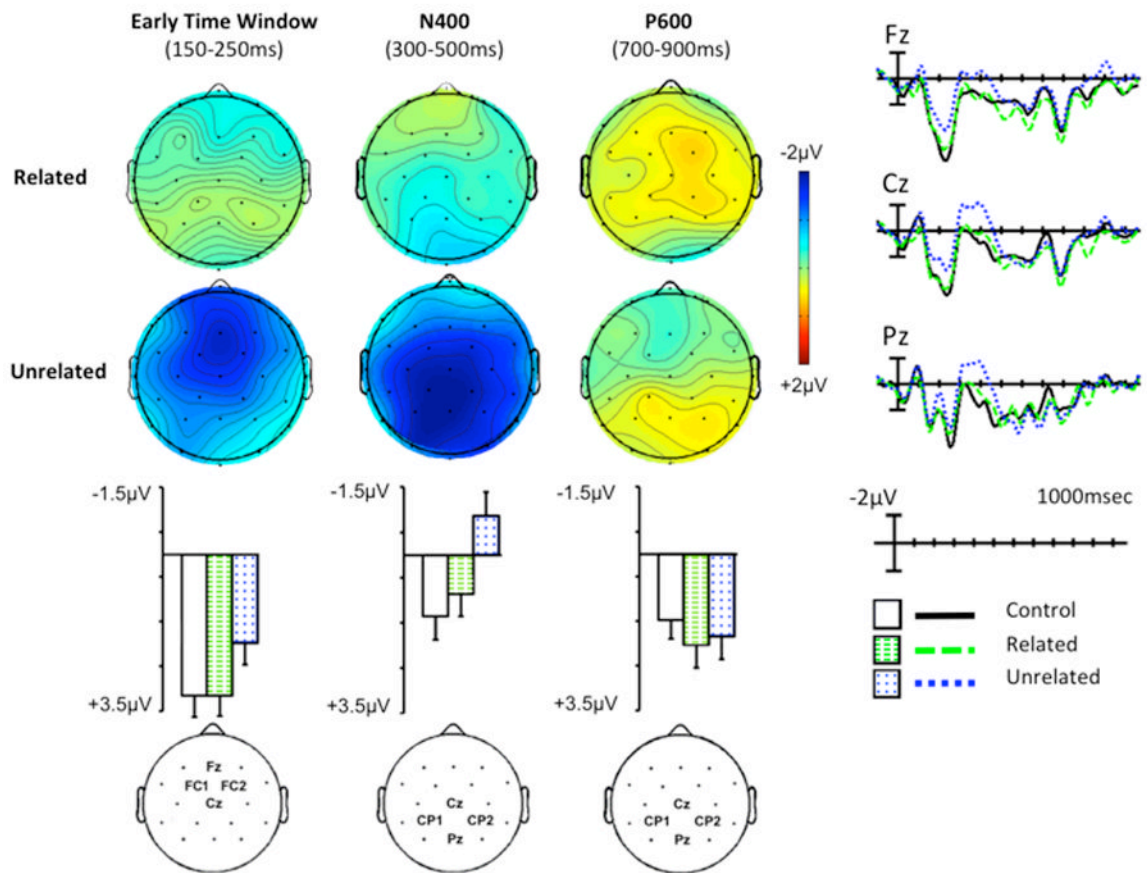 Early Time Window
(150-250ms)
N400
(300-500ms)
P600
(700-900ms)
Related
Unrelated
-2µV
+2µV
Fz
Cz
Pz
-1.5µV
+3.5µV
-1.5µV
+3.5µV
-1.5µV
+3.5µV
-2µV
1000msec
Control
Related
Unrelated
Fz
FC1 FC2
Cz
Cz
CP1 CP2
Pz
Cz
CP1 CP2
Pz